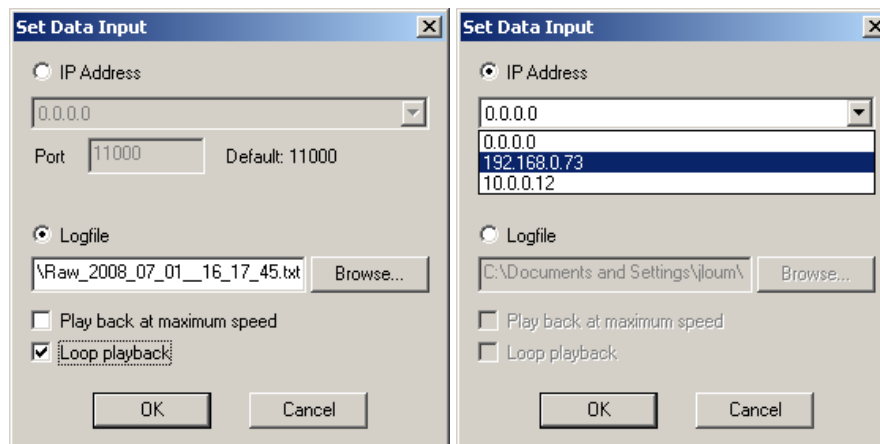 Set Data Input
IP Address
0.0.0.0
Port 11000 Default: 11000
Logfile
\Raw_2008_07_01__16_17_45.txt Browse...
Play back at maximum speed
Loop playback
OK Cancel
Set Data Input
IP Address
0.0.0.0
0.0.0.0
192.168.0.73
10.0.0.12
Logfile
C:\Documents and Settings\jloum\ Browse...
Play back at maximum speed
Loop playback
OK Cancel